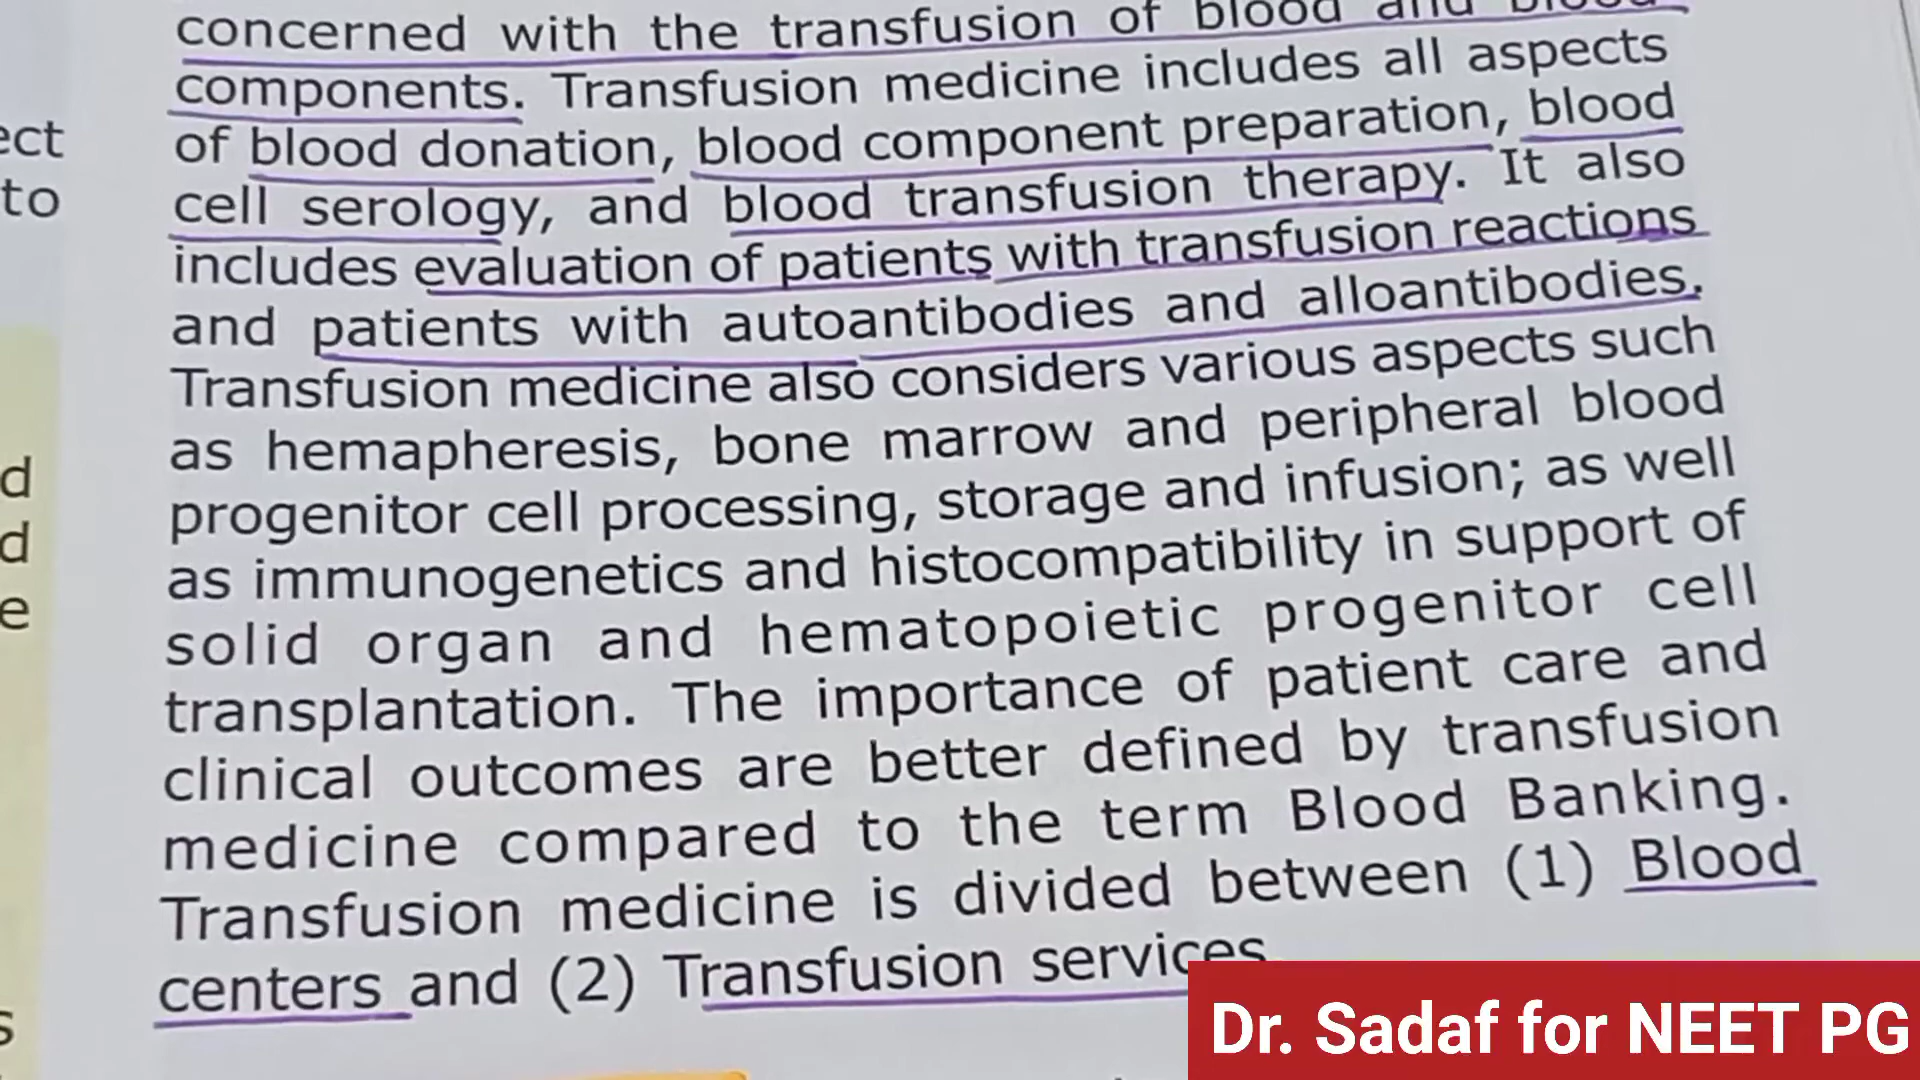 concerned with the transfusion of blood and blood
components. Transfusion medicine includes all aspects
of blood donation, blood component preparation, blood
cell serology, and blood transfusion therapy. It also
includes evaluation of patients with transfusion reactions
and patients with autoantibodies and alloantibodies.
Transfusion medicine also considers various aspects such
as hemapheresis, bone marrow and peripheral blood
progenitor cell processing, storage and infusion; as well
as immunogenetics and histocompatibility in support of
solid organ and hematopoietic progenitor cell
transplantation. The importance of patient care and
clinical outcomes are better defined by transfusion
medicine compared to the term Blood Banking.
Transfusion medicine is divided between (1) Blood
centers and (2) Transfusion services
ect
to
d
d
e
s
Dr. Sadaf for NEET PG